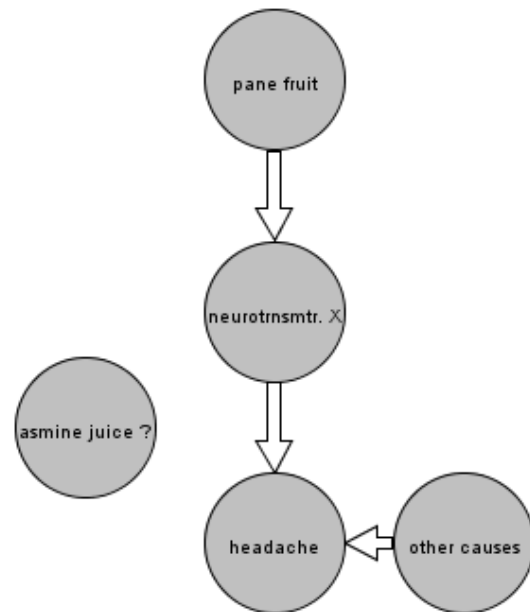 pane fruit
neurotrnsmtr. X
asmine juice ?
headache
other causes